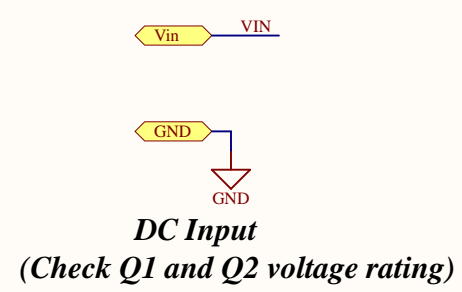 Vin VIN
GND
GND
DC Input
(Check Q1 and Q2 voltage rating)